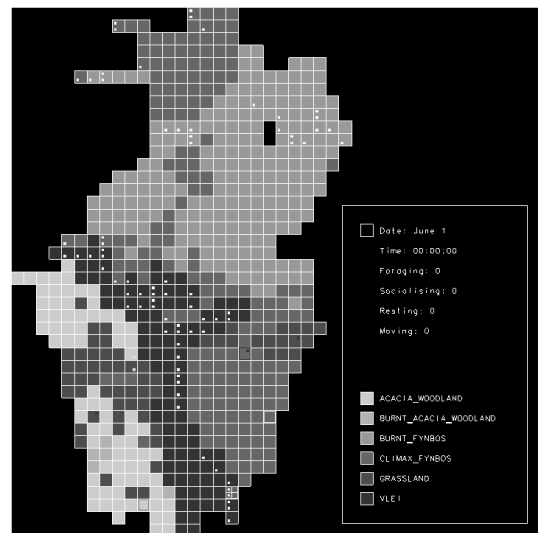 Date: June 1
Time: 00:00:00
Foraging: 0
Socialising: 0
Resting: 0
Moving: 0
ACACIA_WOODLAND
BURNT_ACACIA_WOODLAND
BURNT_FYNBOS
CLIMAX_FYNBOS
GRASSLAND
VLEI